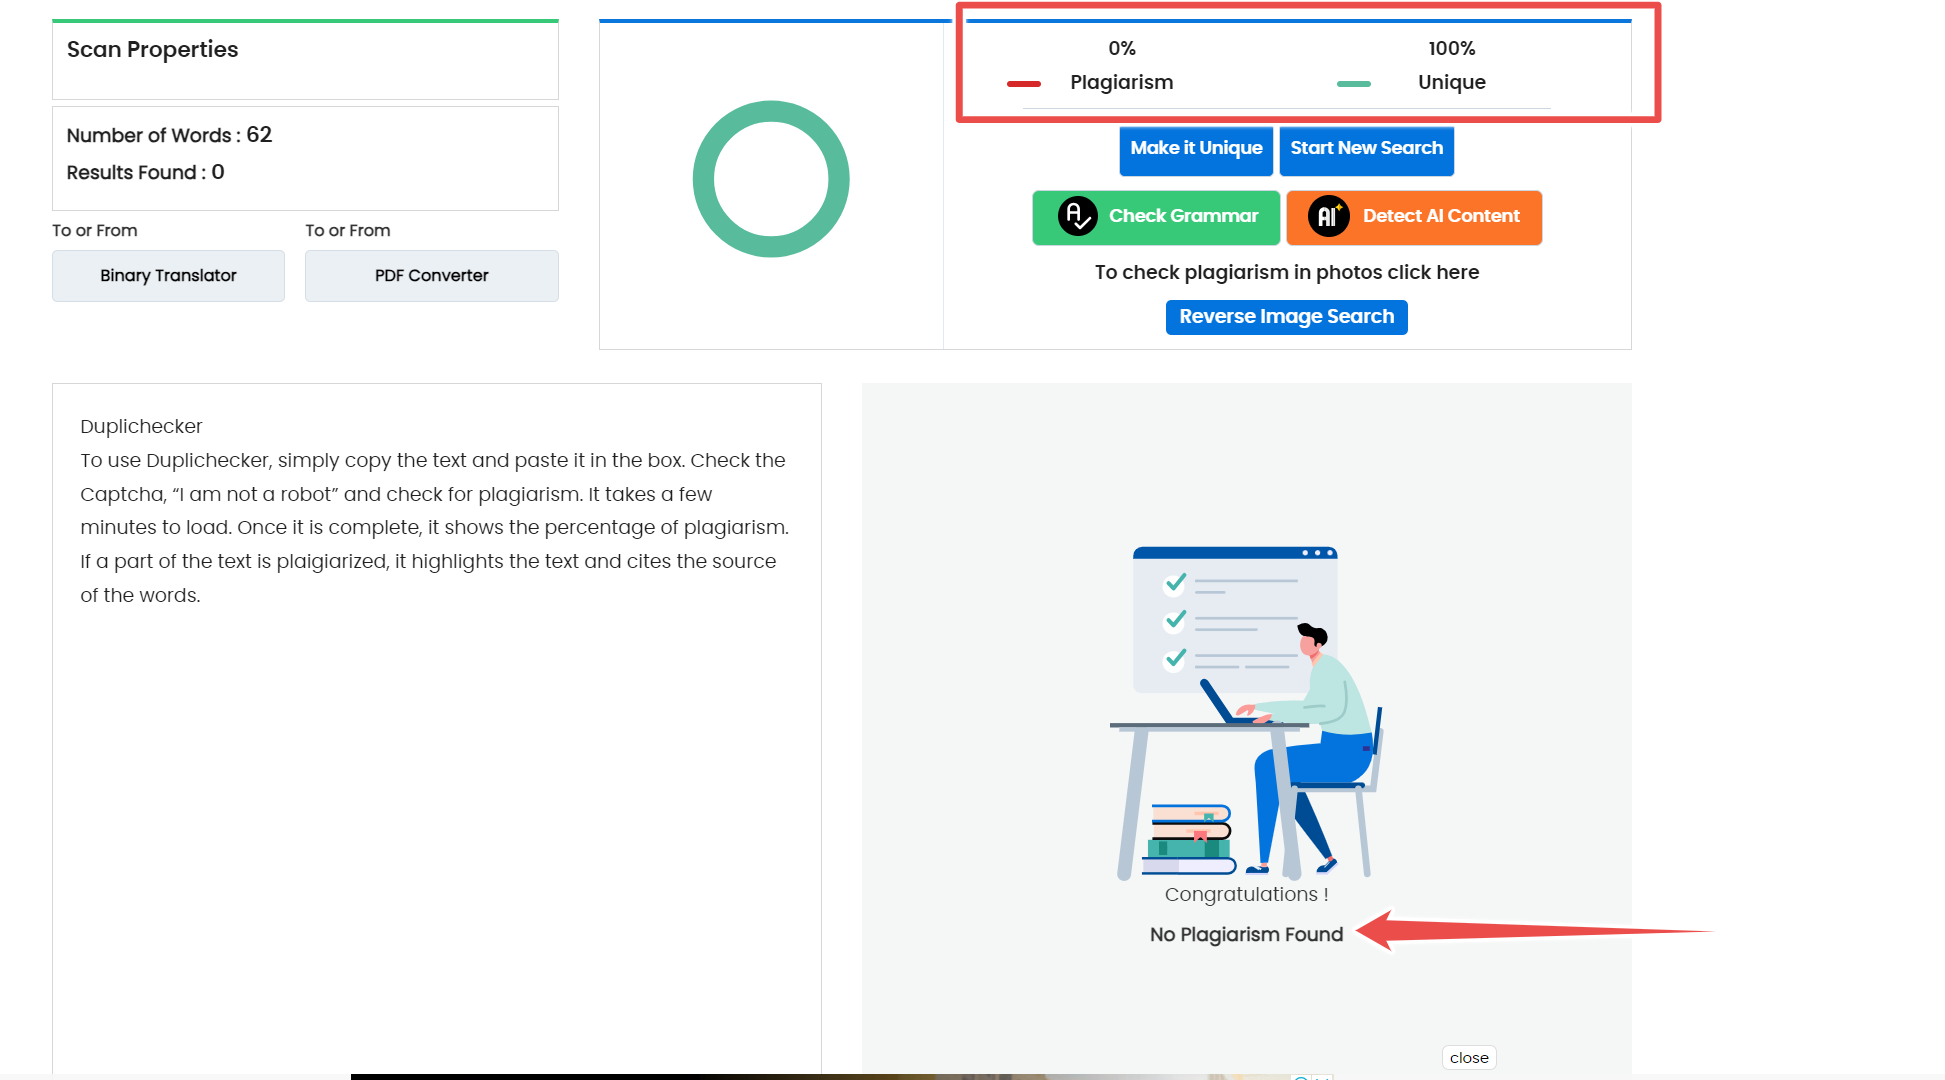 Scan Properties
Number of Words : 62
Results Found : 0
To or From
To or From
Binary Translator
PDF Converter
0%
100%
Plagiarism
Unique
Make it Unique
Start New Search
Check Grammar
AI
Detect AI Content
To check plagiarism in photos click here
Reverse Image Search
Duplichecker
To use Duplichecker, simply copy the text and paste it in the box. Check the
Captcha, “I am not a robot” and check for plagiarism. It takes a few
minutes to load. Once it is complete, it shows the percentage of plagiarism.
If a part of the text is plaigiarized, it highlights the text and cites the source
of the words.
Congratulations !
No Plagiarism Found
close